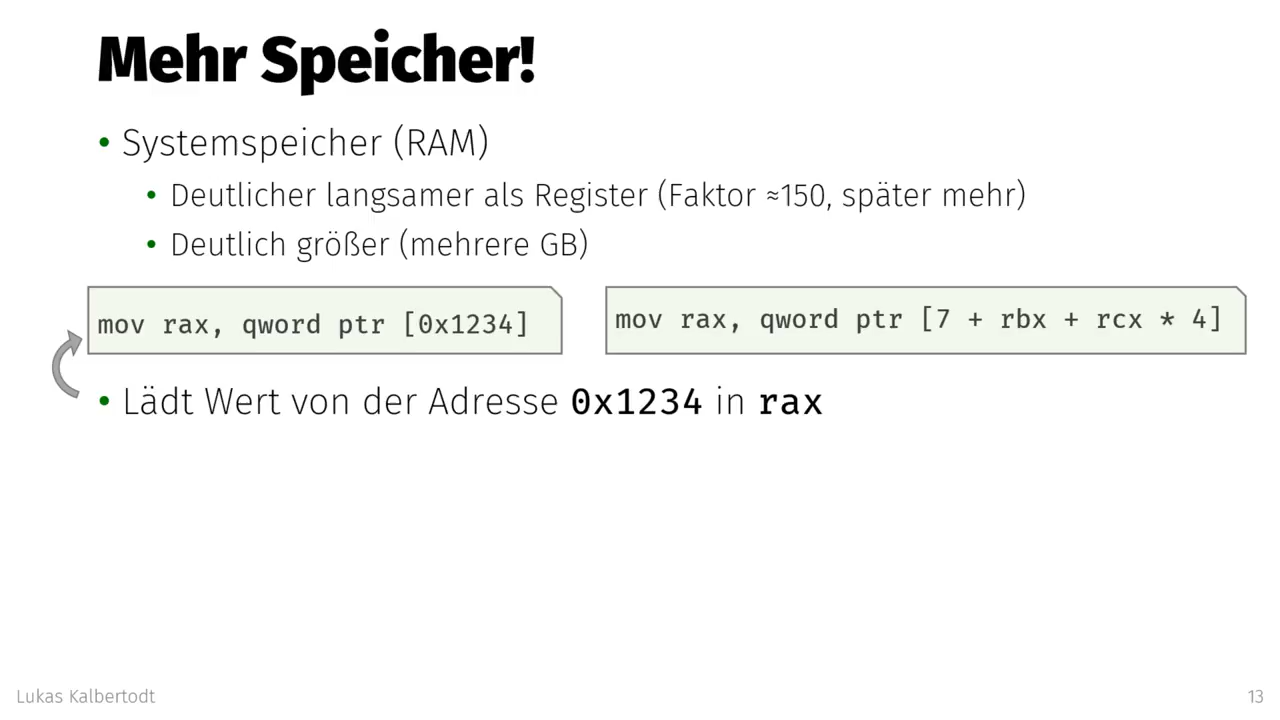 Mehr Speicher!
• Systemspeicher (RAM)
• Deutlicher langsamer als Register (Faktor ≈150, später mehr)
• Deutlich größer (mehrere GB)
mov rax, qword ptr [0x1234]
mov rax, qword ptr [7 + rbx + rcx * 4]
• Lädt Wert von der Adresse 0x1234 in rax
Lukas Kalbertodt
13